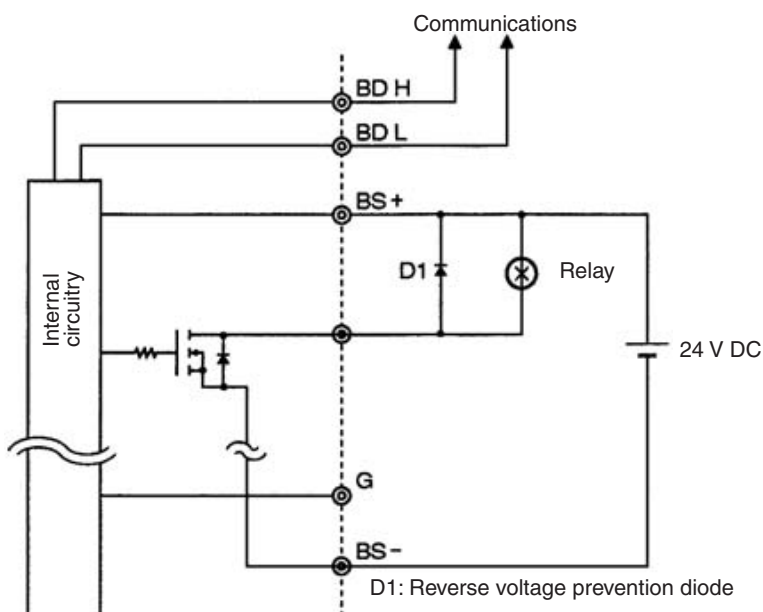 Communications
BD H
BD L
BS+
D1
Relay
Internal
circuitry
24 V DC
G
BS-
D1: Reverse voltage prevention diode